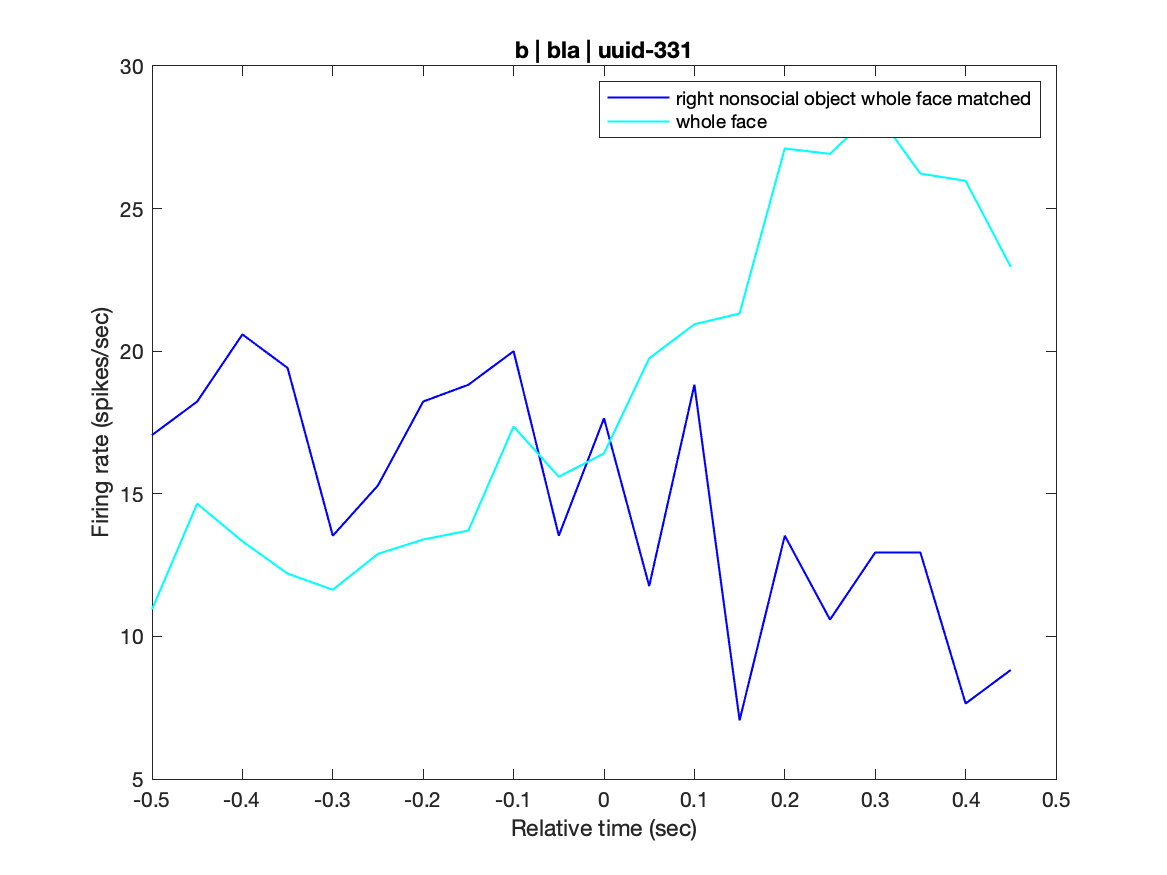 b | bla | uuid-331
30
right nonsocial object whole face matched
whole face
25
20
15
10
5
Firing rate (spikes/sec)
-0.5 -0.4 -0.3 -0.2 -0.1 0 0.1 0.2 0.3 0.4 0.5
Relative time (sec)